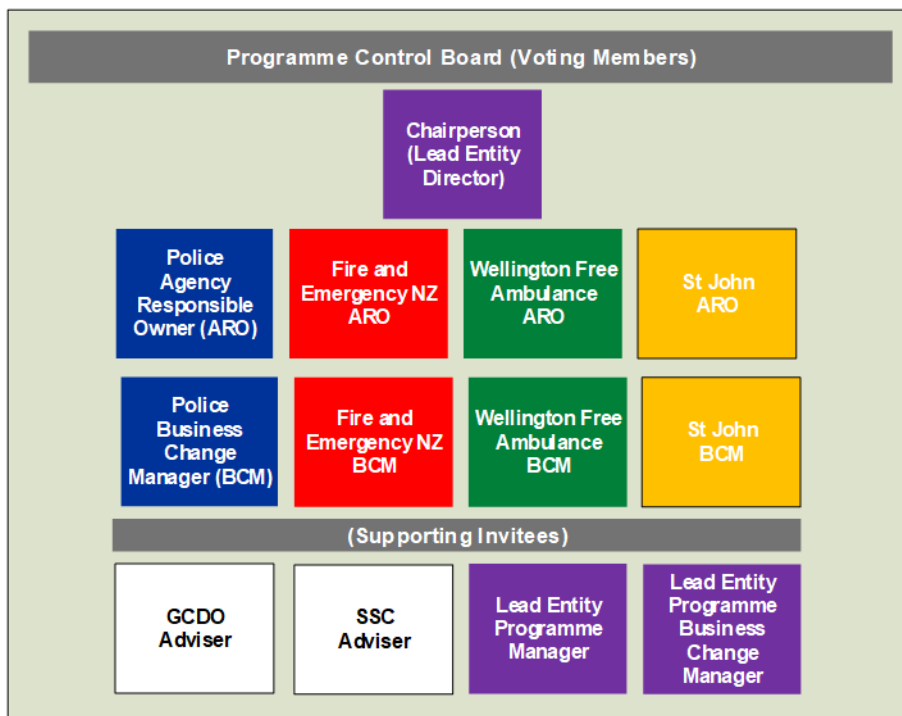 Programme Control Board (Voting Members)
Chairperson
(Lead Entity
Director)
Police
Agency
Responsible
Owner (ARO)
Fire and
Emergency NZ
ARO
Wellington Free
Ambulance
ARO
St John
ARO
Police
Business
Change
Manager (BCM)
Fire and
Emergency NZ
BCM
Wellington Free
Ambulance
BCM
St John
BCM
(Supporting Invitees)
GCDO
Adviser
SSC
Adviser
Lead Entity
Programme
Manager
Lead Entity
Programme
Business
Change
Manager